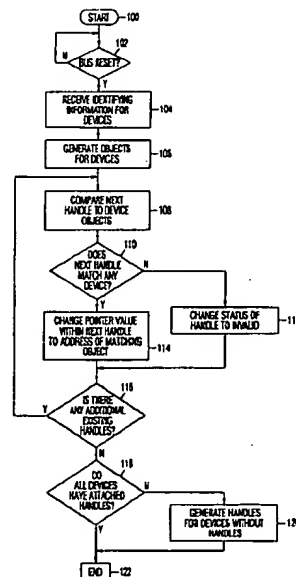 START
100
102
N
BUS RESET?
Y
RECEIVE IDENTIFYING
INFORMATION FOR
DEVICES
104
GENERATE OBJECTS
FOR DEVICES
106
COMPARE NEXT
HANDLE TO DEVICE
OBJECTS
108
110
DOES
NEXT HANDLE
MATCH ANY
DEVICE?
N
Y
CHANGE STATUS OF
HANDLE TO INVALID
11
CHANGE POINTER VALUE
WITHIN NEXT HANDLE
TO ADDRESS OF MATCHING
OBJECT
114
116
IS THERE
ANY ADDITIONAL
EXISTING
HANDLES?
Y
N
118
DO
ALL DEVICES
HAVE ATTACHED
HANDLES?
N
Y
GENERATE HANDLES
FOR DEVICES WITHOUT
HANDLES
12
END
122